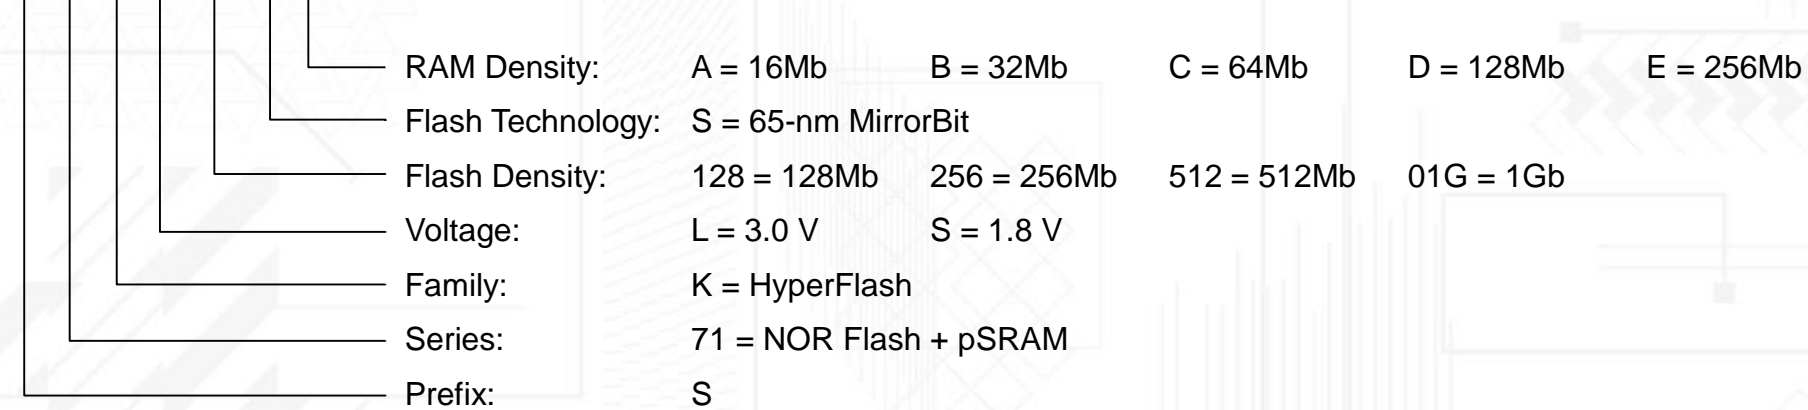 RAM Density: A = 16Mb B = 32Mb C = 64Mb D = 128Mb E = 256Mb
Flash Technology: S = 65-nm MirrorBit
Flash Density: 128 = 128Mb 256 = 256Mb 512 = 512Mb 01G = 1Gb
Voltage: L = 3.0 V S = 1.8 V
Family: K = HyperFlash
Series: 71 = NOR Flash + pSRAM
Prefix: S